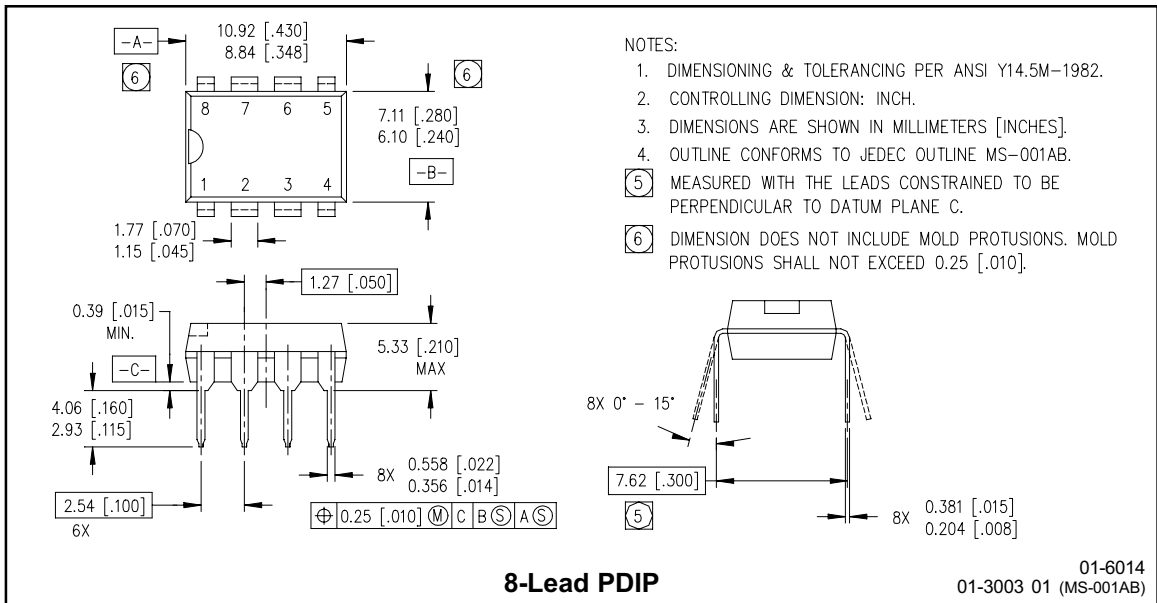 -A-
10.92 [.430]
8.84 [.348]
6
6
8 7 6 5
1 2 3 4
7.11 [.280]
6.10 [.240]
-B-
1.77 [.070]
1.15 [.045]
1.27 [.050]
0.39 [.015]
MIN.
-C-
5.33 [.210]
MAX
4.06 [.160]
2.93 [.115]
2.54 [.100]
6X
8X 0.558 [.022]
0.356 [.014]
⌖ 0.25 [.010] Ⓜ C B Ⓢ A Ⓢ
NOTES:
1. DIMENSIONING & TOLERANCING PER ANSI Y14.5M-1982.
2. CONTROLLING DIMENSION: INCH.
3. DIMENSIONS ARE SHOWN IN MILLIMETERS [INCHES].
4. OUTLINE CONFORMS TO JEDEC OUTLINE MS-001AB.
5 MEASURED WITH THE LEADS CONSTRAINED TO BE
PERPENDICULAR TO DATUM PLANE C.
6 DIMENSION DOES NOT INCLUDE MOLD PROTUSIONS. MOLD
PROTUSIONS SHALL NOT EXCEED 0.25 [.010].
8X 0° - 15°
7.62 [.300]
5
8X 0.381 [.015]
0.204 [.008]
8-Lead PDIP
01-6014
01-3003 01 (MS-001AB)